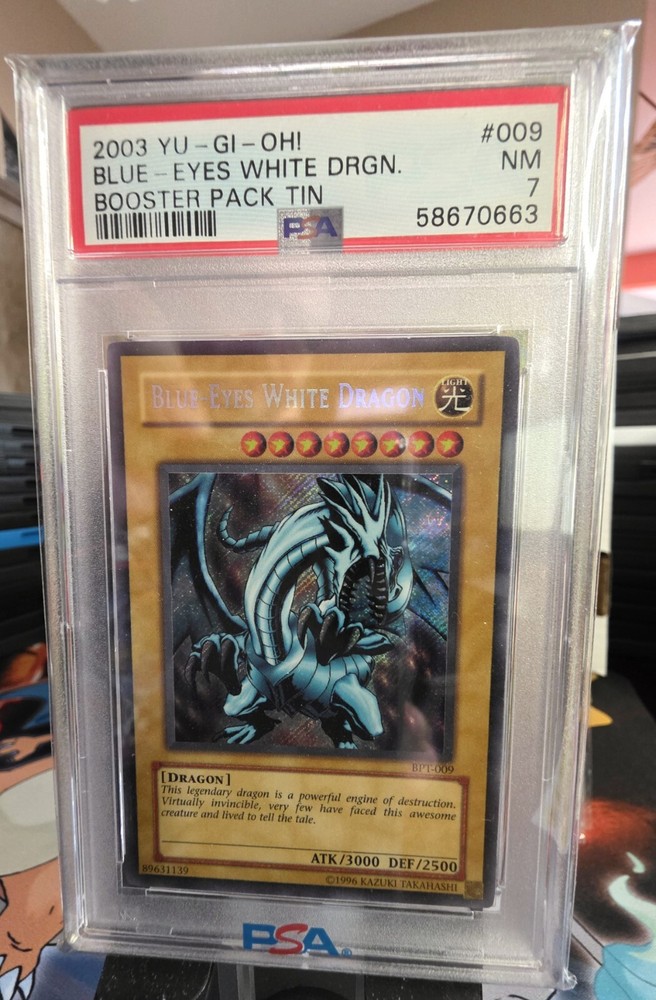 2003 YU-GI-OH! #009
BLUE-EYES WHITE DRGN. NM
BOOSTER PACK TIN 7
PSA 58670663
BLUE-EYES WHITE DRAGON LIGHT
光
BPT-009
[DRAGON]
This legendary dragon is a powerful engine of destruction.
Virtually invincible, very few have faced this awesome
creature and lived to tell the tale.
ATK/3000 DEF/2500
89631139 ©1996 KAZUKI TAKAHASHI
PSA®